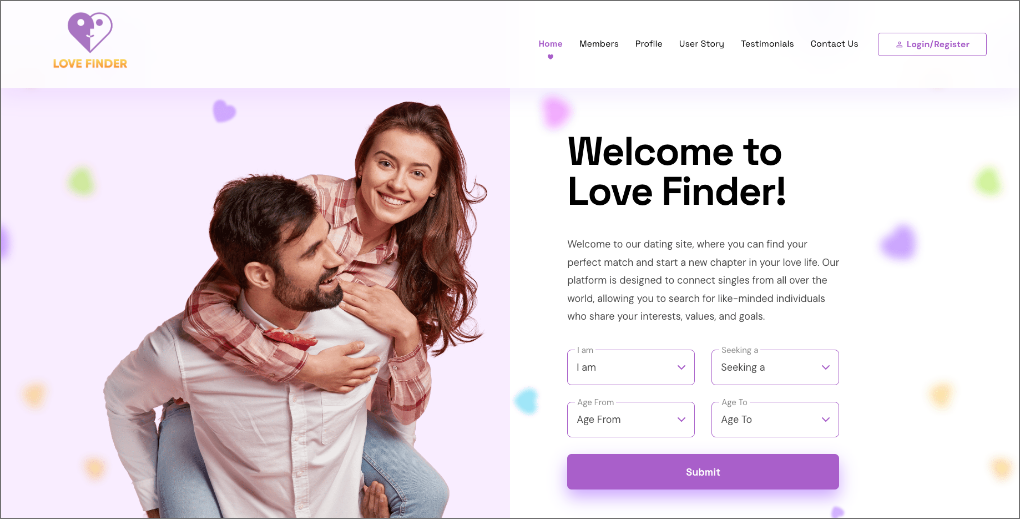 LOVE FINDER
Home Members Profile User Story Testimonials Contact Us Login/Register
Welcome to
Love Finder!
Welcome to our dating site, where you can find your
perfect match and start a new chapter in your love life. Our
platform is designed to connect singles from all over the
world, allowing you to search for like-minded individuals
who share your interests, values, and goals.
I am Seeking a
I am Seeking a
Age From Age To
Age From Age To
Submit